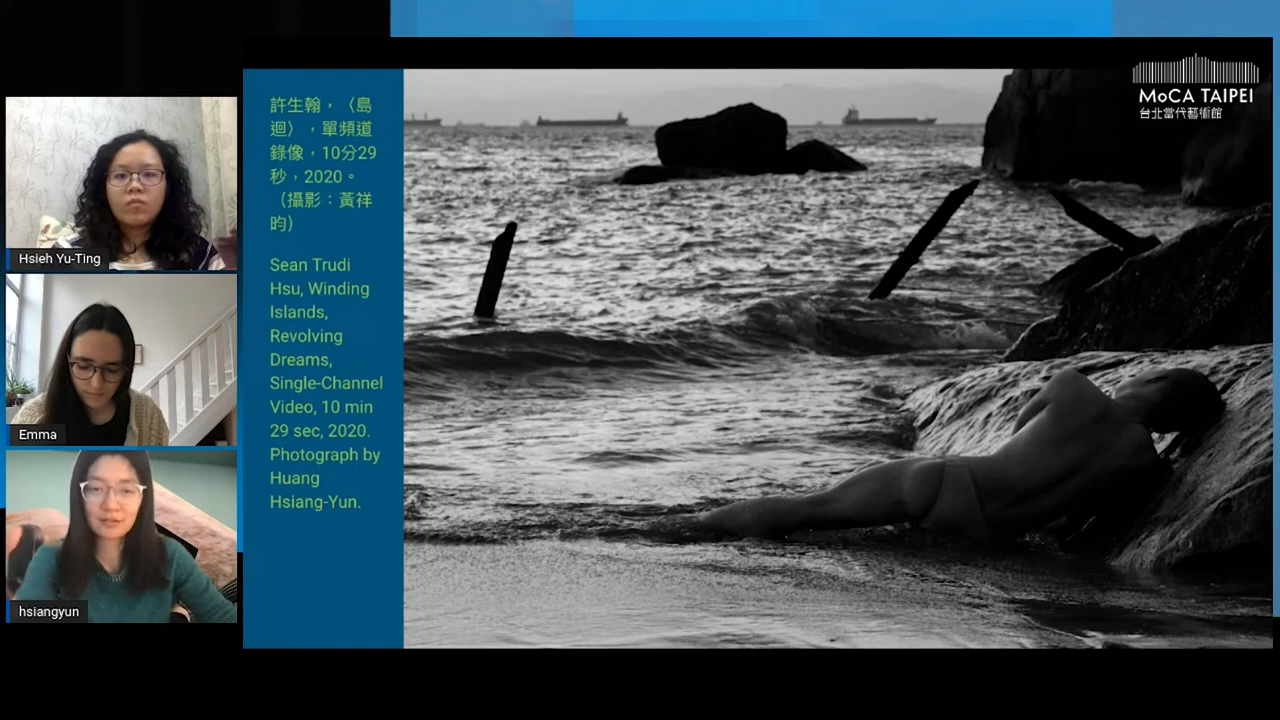 MoCA TAIPEI
台北當代藝術館
許生翰，〈島
迴〉，單頻道
錄像，10分29
秒，2020。
（攝影：黃祥
昀）
Sean Trudi
Hsu, Winding
Islands,
Revolving
Dreams,
Single-Channel
Video, 10 min
29 sec, 2020.
Photograph by
Huang
Hsiang-Yun.
Hsieh Yu-Ting
Emma
hsiangyun